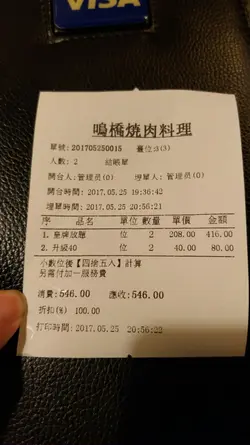 VISA
鳴橋燒肉料理
單號: 201705250015 臺位:3(3)
人數: 2 結賬單
開台人:管理員(0) 埋單人:管理員(0)
開台時間: 2017.05.25 19:36:42
埋單時間: 2017.05.25 20:56:21
序 品名 單位 數量 單價 金額
1. 皇牌放題 位 2 208.00 416.00
2. 升級40 位 2 40.00 80.00
小數位後【四捨五入】計算
另需付加一服務費
消費:546.00 應收:546.00
折扣(%) 100.00
打印時間: 2017.05.25 20:56:22